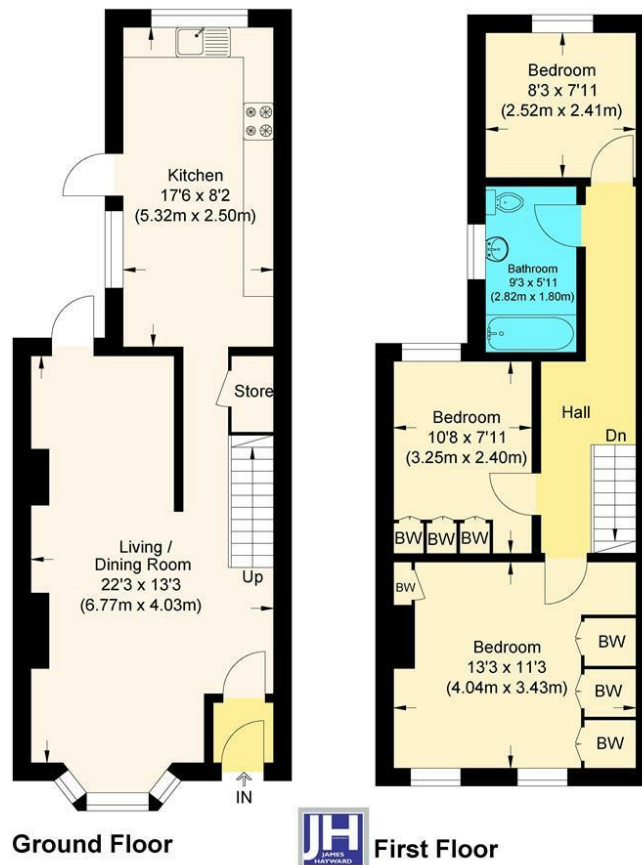 Kitchen
17'6 x 8'2
(5.32m x 2.50m)
Store
Living /
Dining Room
22'3 x 13'3
(6.77m x 4.03m)
Up
IN
Ground Floor
Bedroom
8'3 x 7'11
(2.52m x 2.41m)
Bathroom
9'3 x 5'11
(2.82m x 1.80m)
Bedroom
10'8 x 7'11
(3.25m x 2.40m)
Hall
Dn
BW
BW
BW
BW
Bedroom
13'3 x 11'3
(4.04m x 3.43m)
BW
BW
BW
JH
JAMES
HAYWARD
First Floor